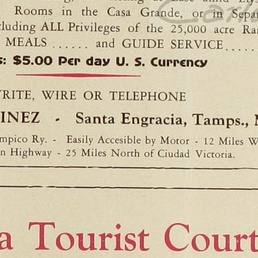 Rooms in the Casa Grande, or in Separ
cluding ALL Privileges of the 25,000 acre Ran
MEALS ..... and GUIDE SERVICE.....
s: $5.00 Per day U. S. Currency
WRITE, WIRE OR TELEPHONE
INEZ - Santa Engracia, Tamps., M
mpico Ry. - Easily Accesible by Motor - 12 Miles W
n Highway - 25 Miles North of Ciudad Victoria.
a Tourist Court